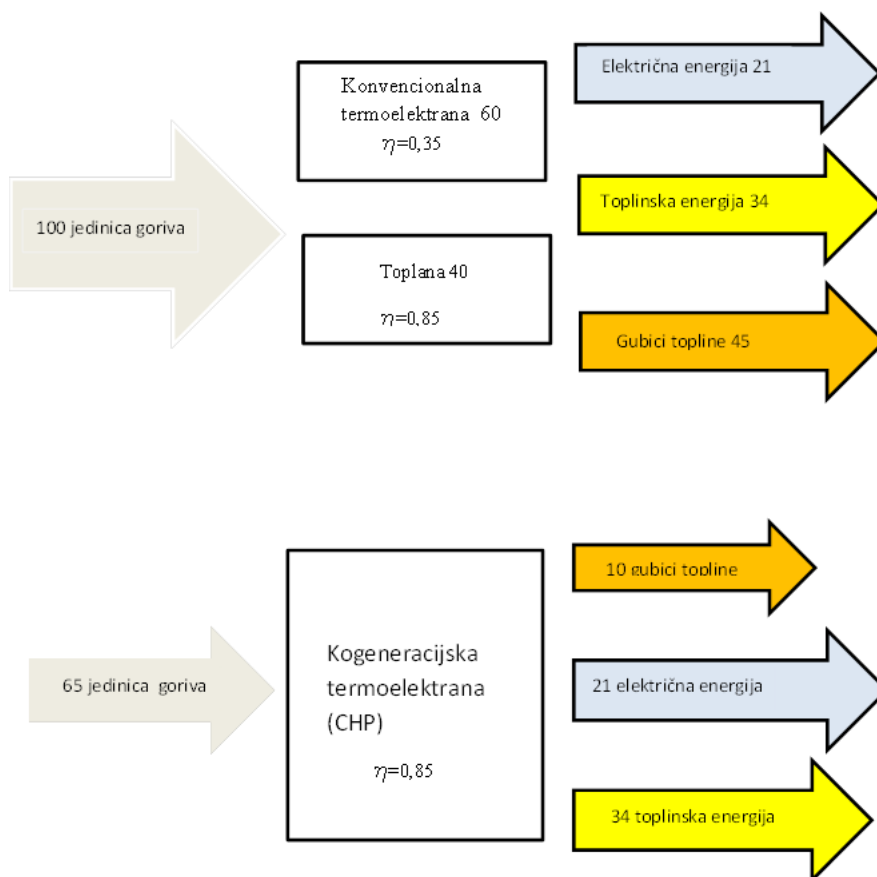 100 jedinica goriva
Konvencionalna
termoelektrana 60
η=0,35
Toplana 40
η=0,85
Električna energija 21
Toplinska energija 34
Gubici topline 45
65 jedinica goriva
Kogeneracijska
termoelektrana
(CHP)
η=0,85
10 gubici topline
21 električna energija
34 toplinska energija